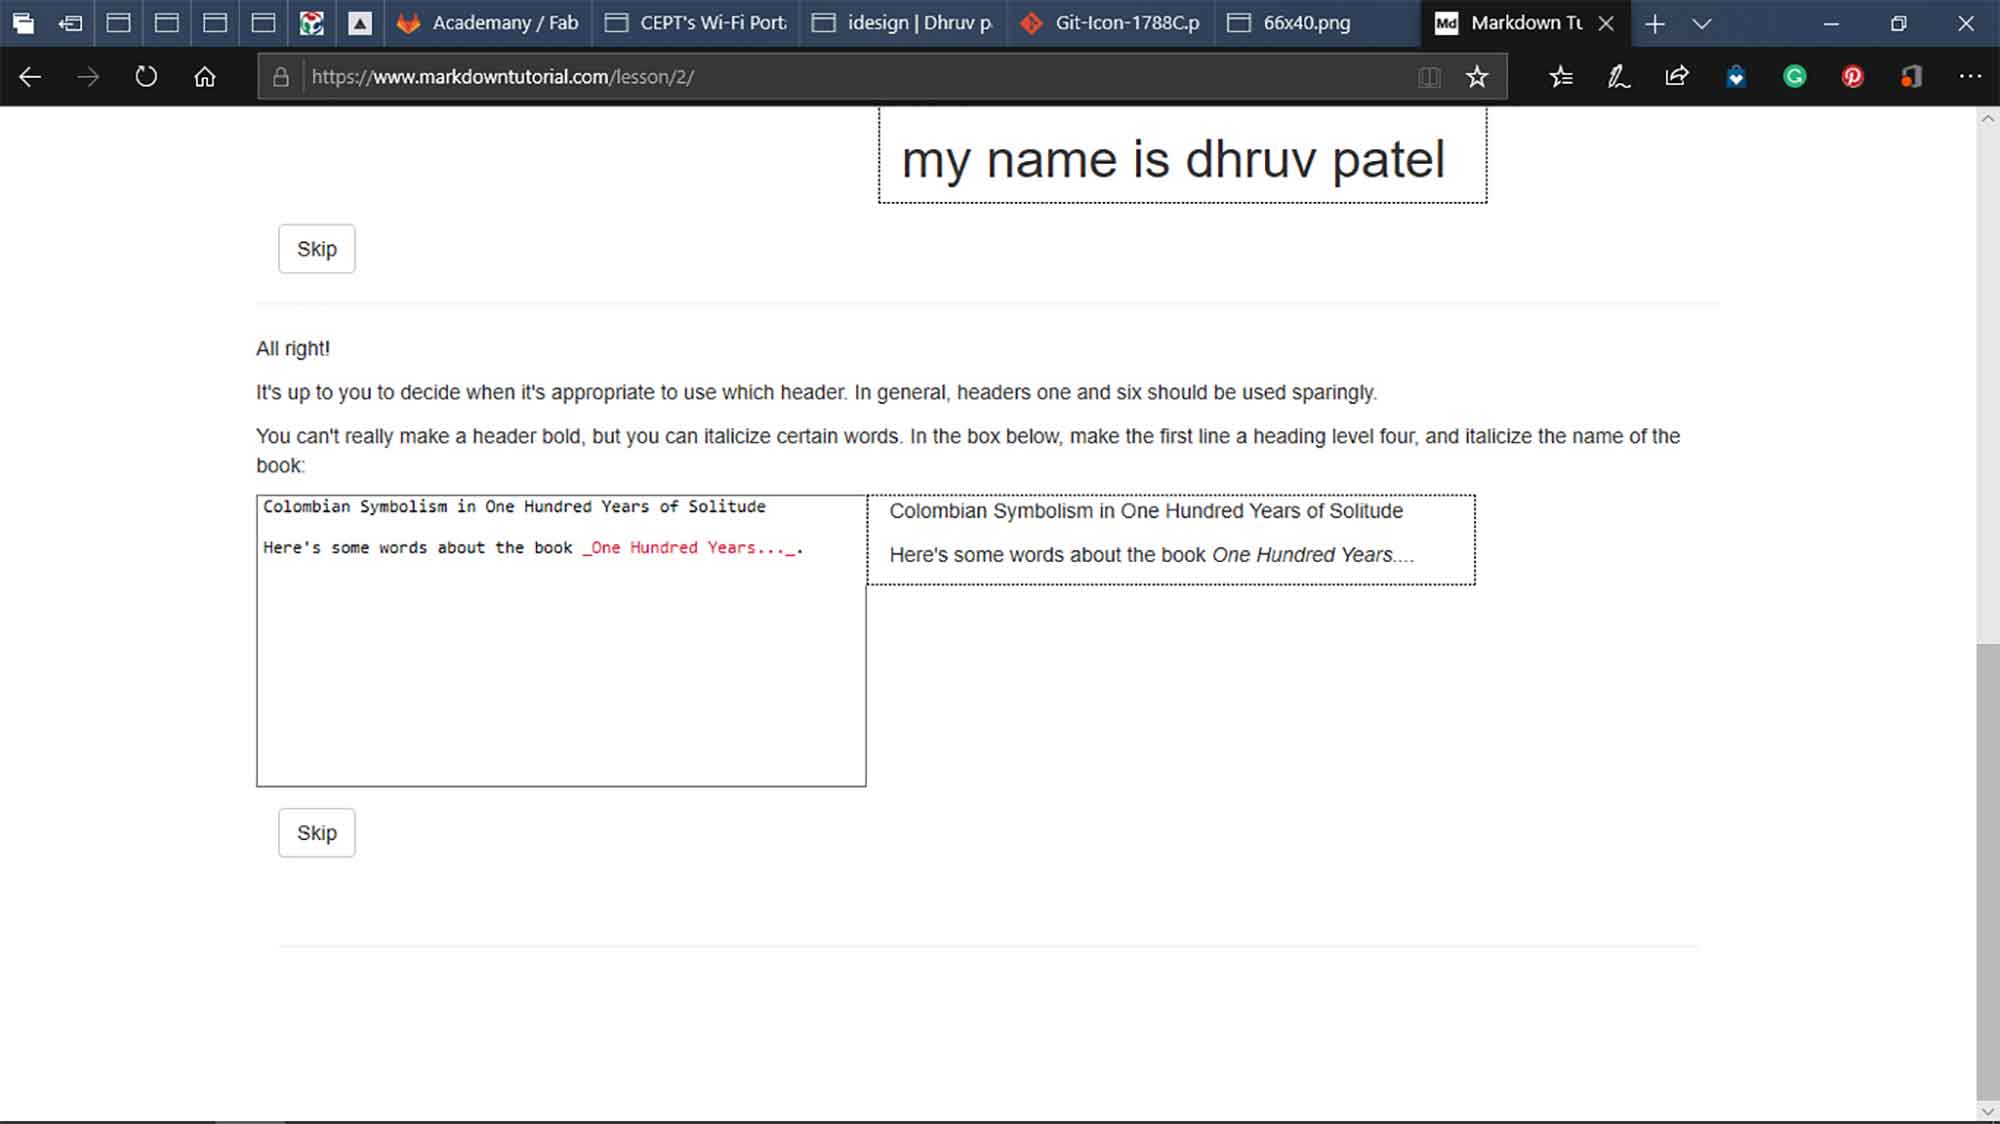 Academany / Fab
CEPT's Wi-Fi Port
idesign | Dhruv p
Git-Icon-1788C.p
66x40.png
Md
Markdown Tu
https://www.markdowntutorial.com/lesson/2/
my name is dhruv patel
Skip
All right!
It's up to you to decide when it's appropriate to use which header. In general, headers one and six should be used sparingly.
You can't really make a header bold, but you can italicize certain words. In the box below, make the first line a heading level four, and italicize the name of the
book:
Colombian Symbolism in One Hundred Years of Solitude
Here's some words about the book _One Hundred Years..._.
Colombian Symbolism in One Hundred Years of Solitude
Here's some words about the book One Hundred Years....
Skip